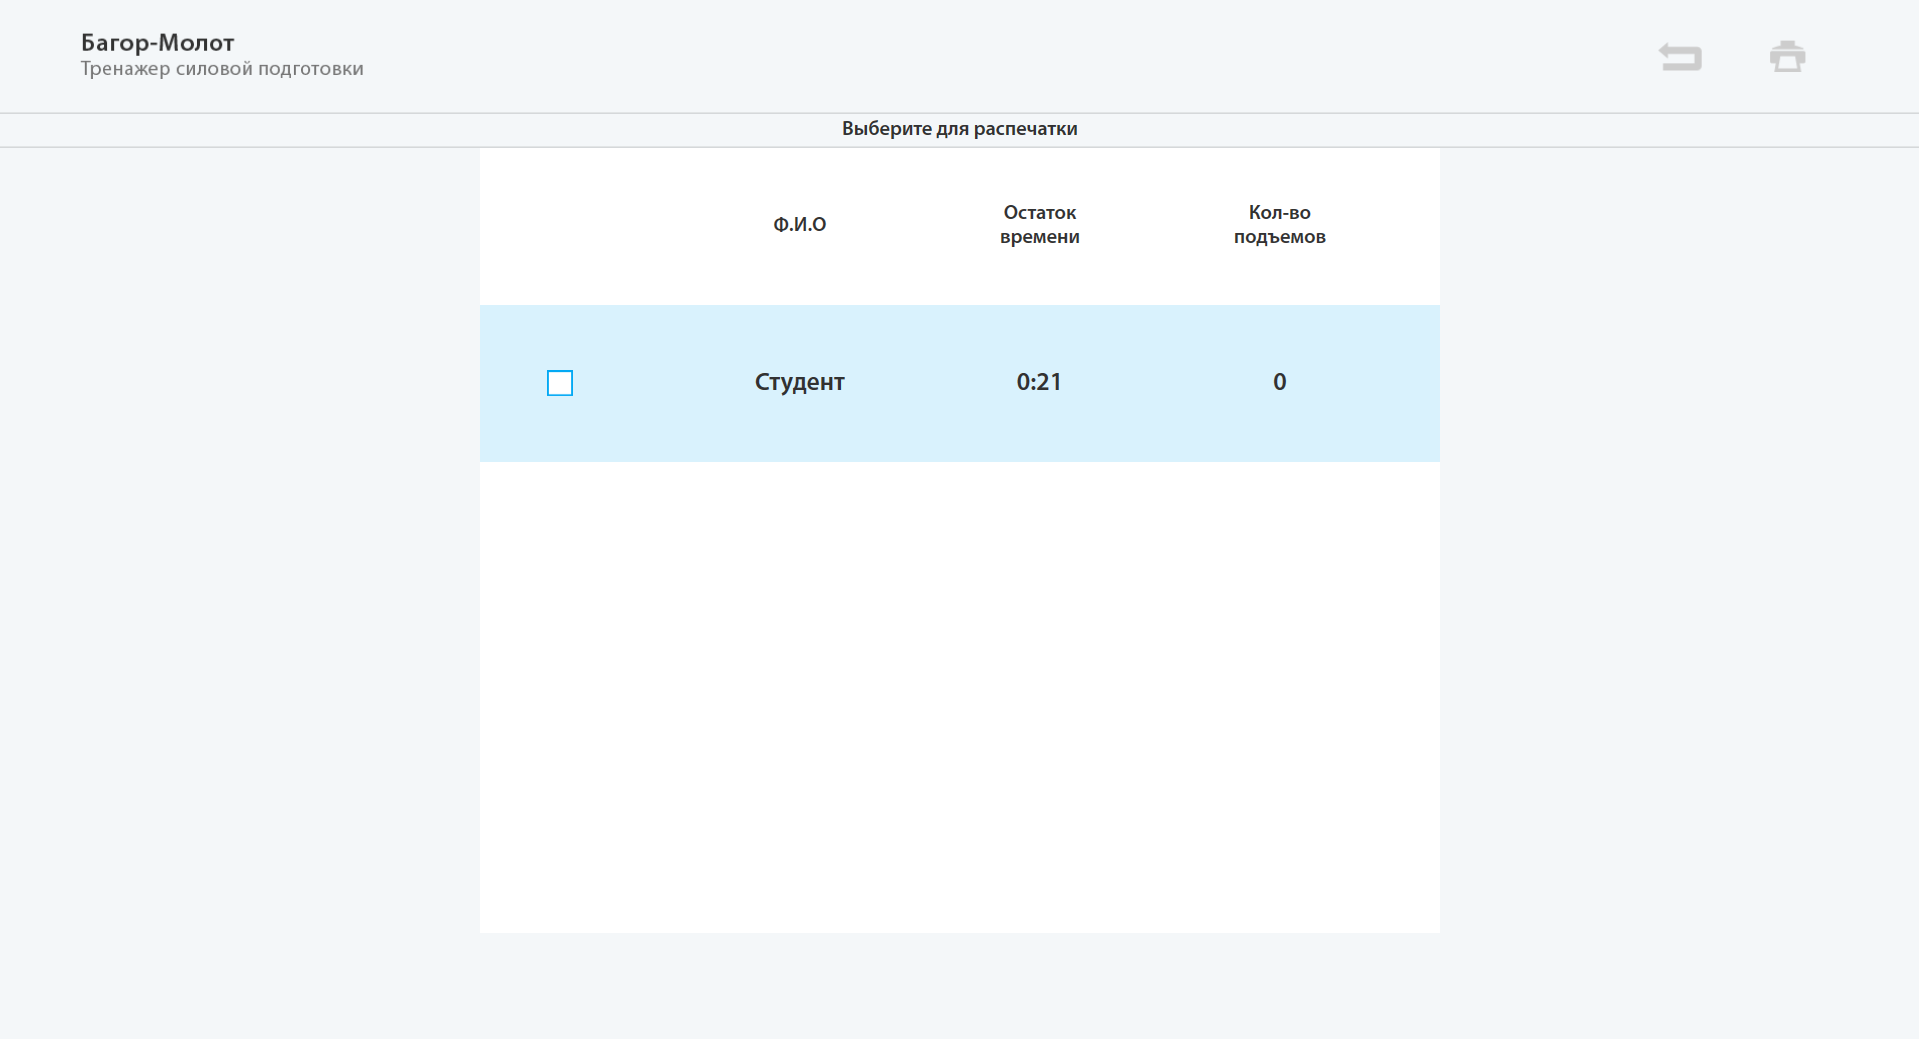 Багор-Молот
Тренажер силовой подготовки
Выберите для распечатки
Ф.И.О
Остаток
времени
Кол-во
подъемов
Студент 0:21 0